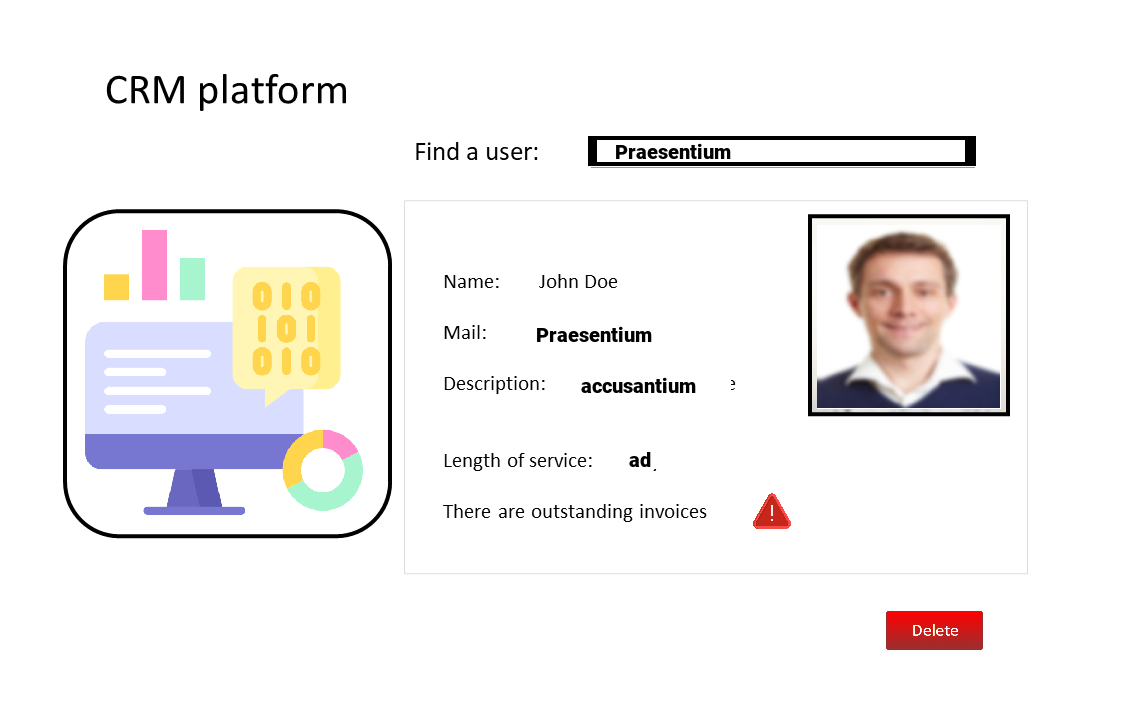 CRM platform
Find a user: Praesentium
010
101
010
Name: John Doe
Mail: Praesentium
Description: accusantium e
Length of service: ad
There are outstanding invoices
!
Delete